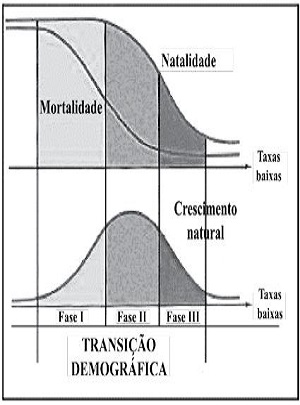 Natalidade
Mortalidade
Taxas
baixas
Crescimento
natural
Taxas
baixas
Fase I
Fase II
Fase III
TRANSIÇÃO
DEMOGRÁFICA